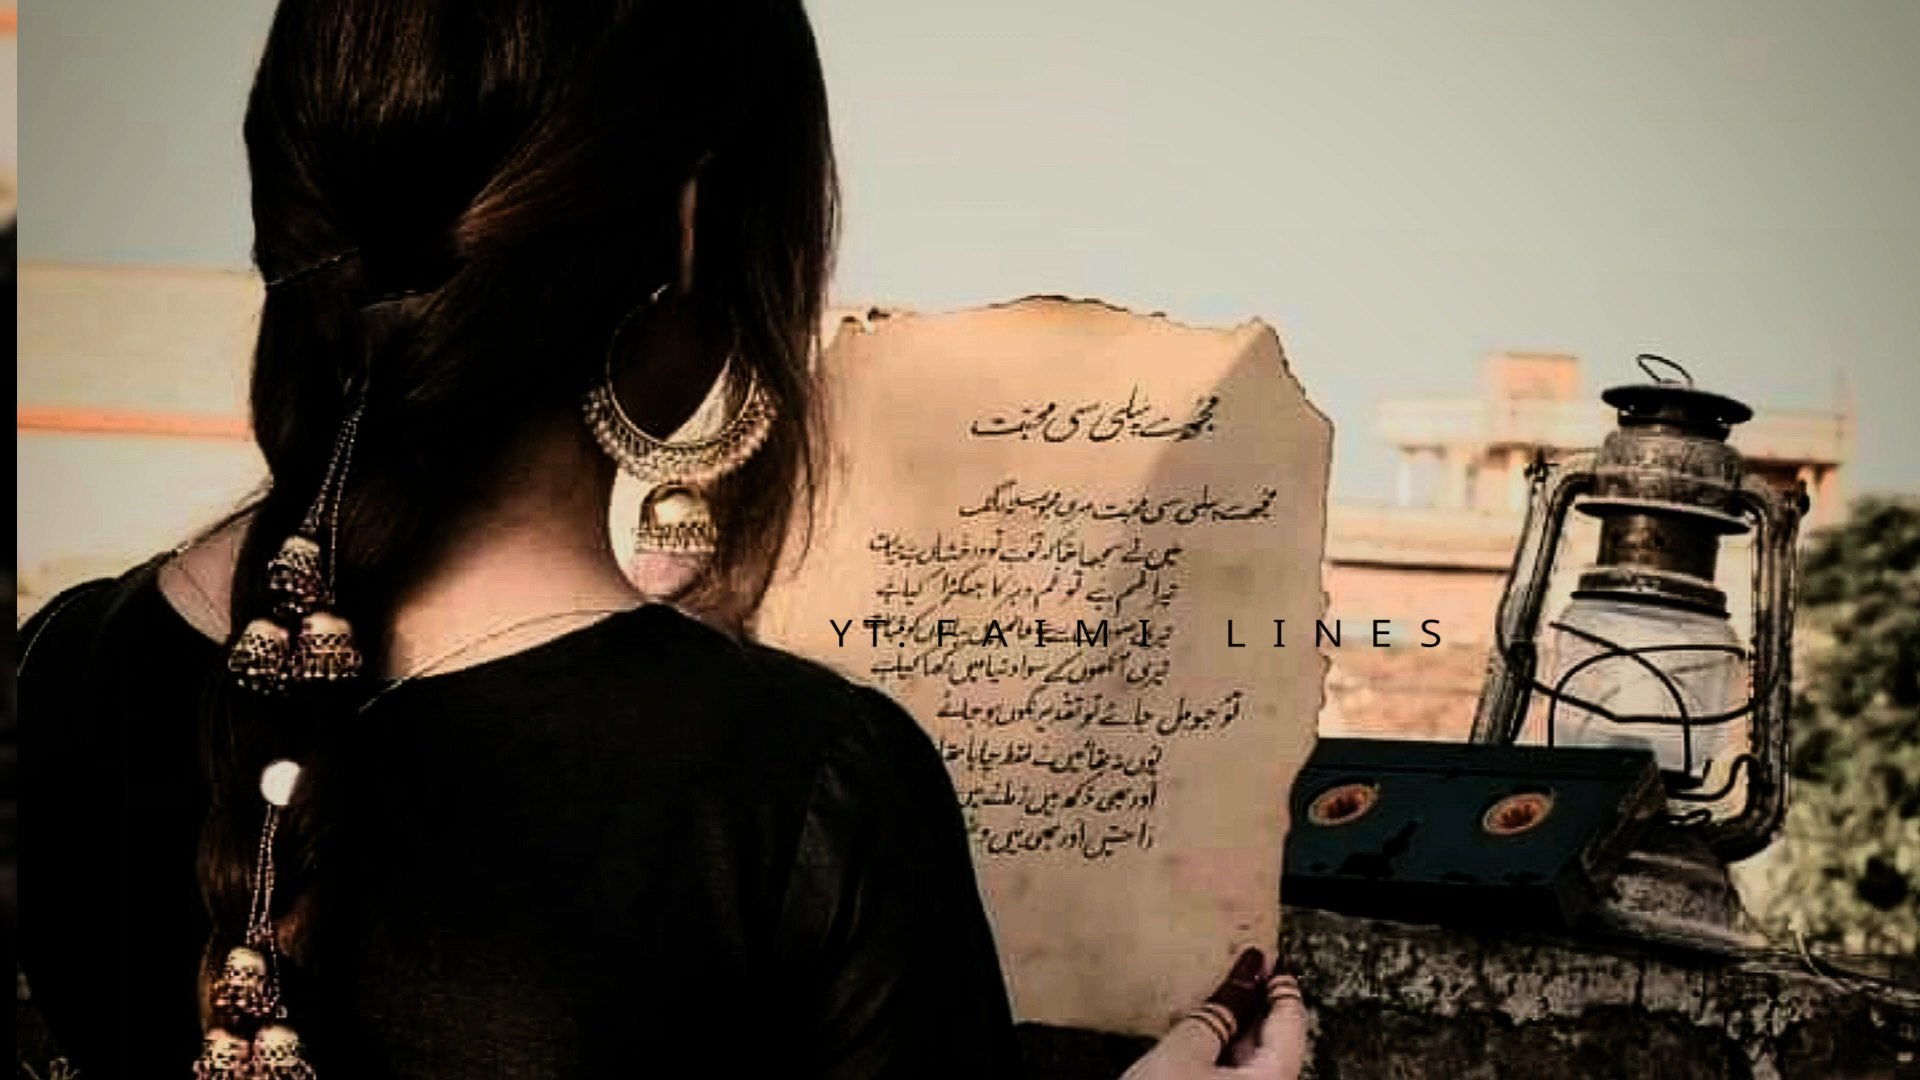 مجھ سے پہلی سی محبت
مجھ سے پہلی سی محبت مری محبوب نہ مانگ
میں نے سمجھا تھا کہ تو ہے تو درخشاں ہے حیات
تیرا غم ہے تو غم دہر کا جھگڑا کیا ہے
تیری
YT. FAIMI LINES
تیری آنکھوں کے سوا دنیا میں رکھا کیا ہے
تو جو مل جائے تو تقدیر نگوں ہو جائے
یوں نہ تھا میں نے فقط چاہا تھا
اور بھی دکھ ہیں زمانے میں
راحتیں اور بھی ہیں